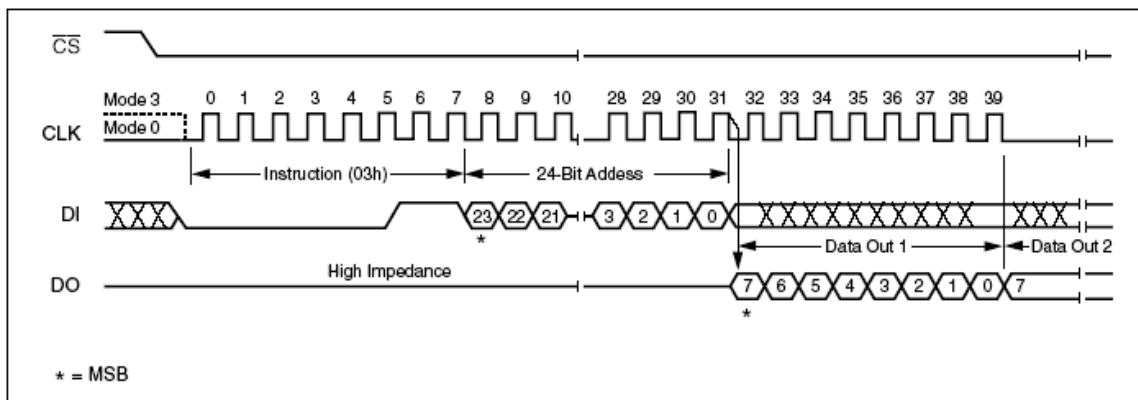 CS
Mode 3
0 1 2 3 4 5 6 7 8 9 10 28 29 30 31 32 33 34 35 36 37 38 39
CLK
Mode 0
Instruction (03h)
24-Bit Addess
DI
23 22 21 3 2 1 0
*
Data Out 1
Data Out 2
High Impedance
DO
7 6 5 4 3 2 1 0 7
*
* = MSB